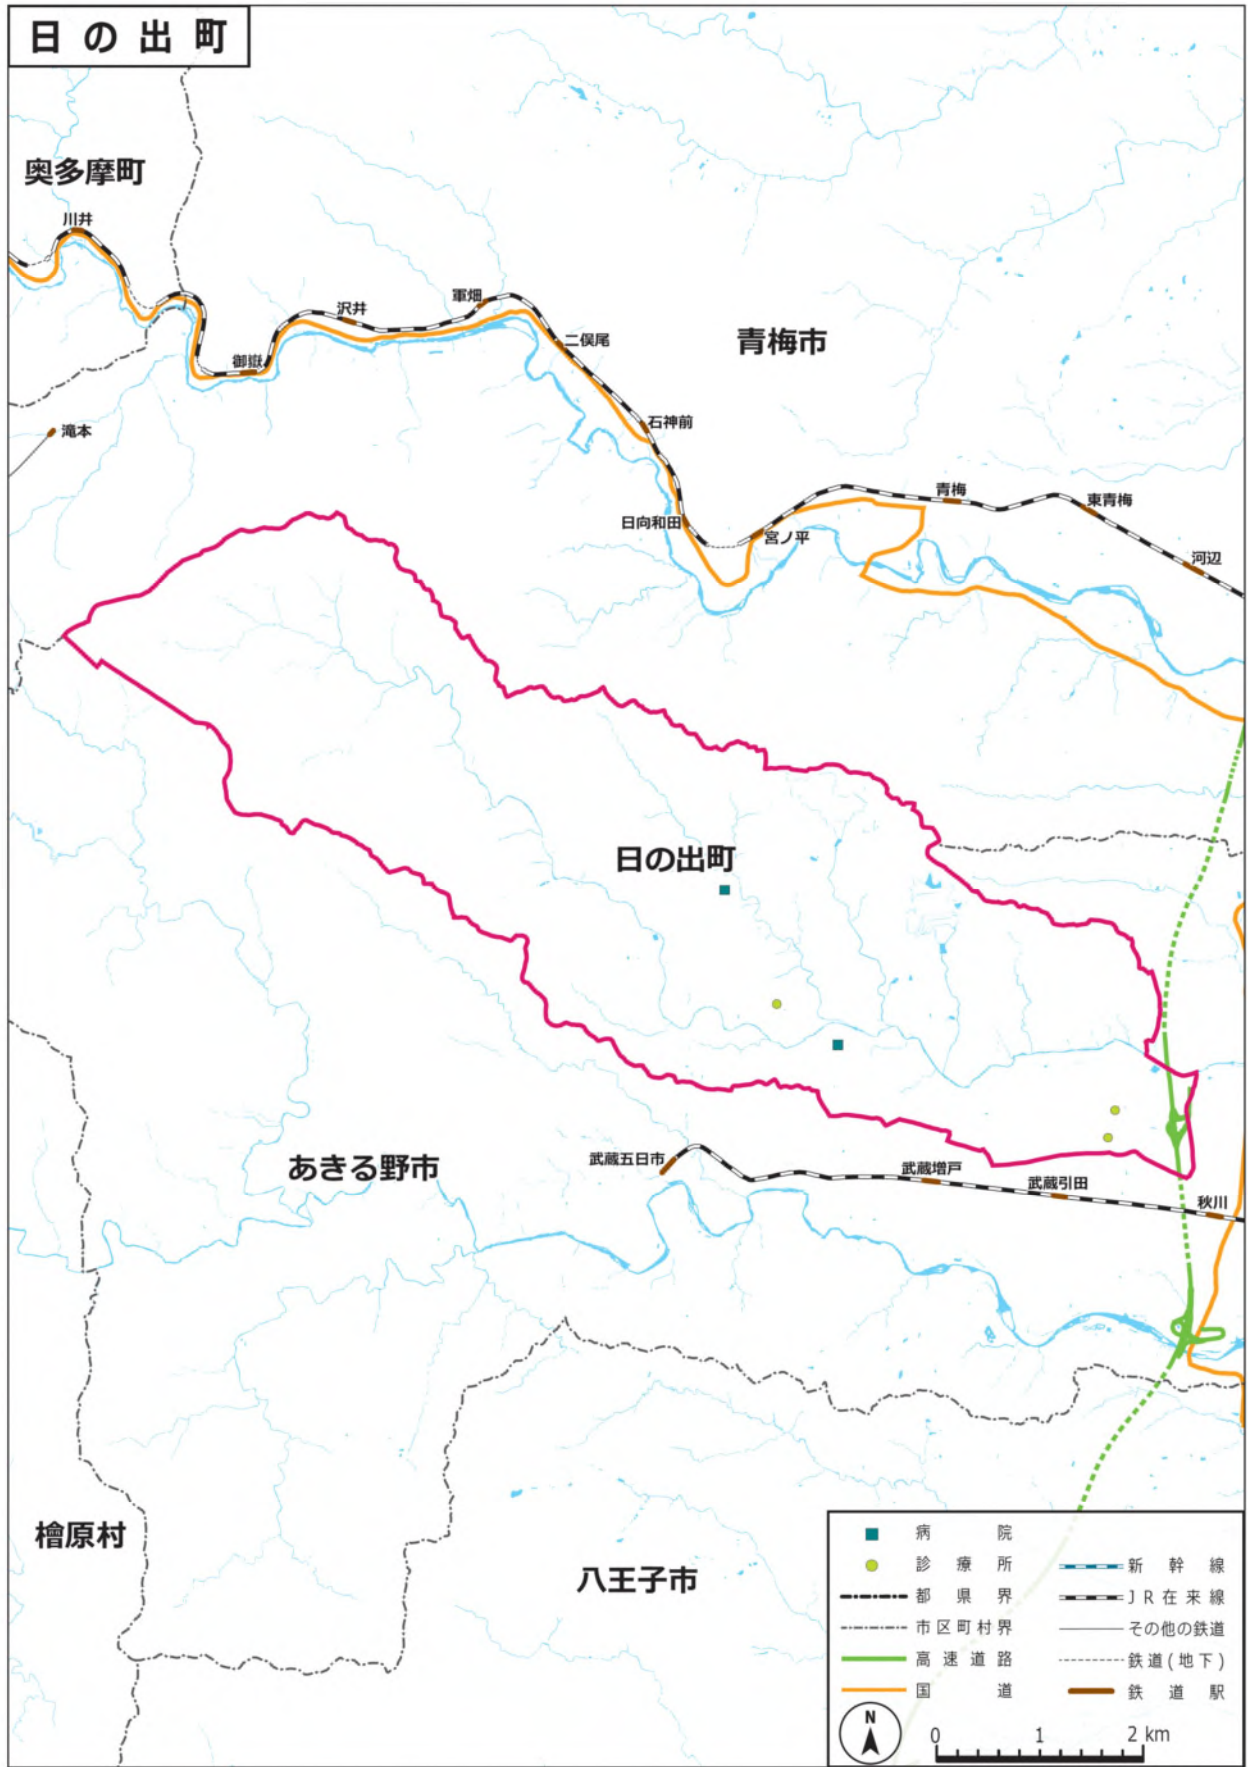 日の出町
奥多摩町
川井
沢井
軍畑
御嶽
二俣尾
青梅市
滝本
石神前
日向和田
宮ノ平
青梅
東青梅
河辺
日の出町
あきる野市
武蔵五日市
武蔵増戸
武蔵引田
秋川
檜原村
八王子市
病院
診療所
都県界
市区町村界
高速道路
国道
新幹線
JR在来線
その他の鉄道
鉄道(地下)
鉄道駅
N
0 1 2 km